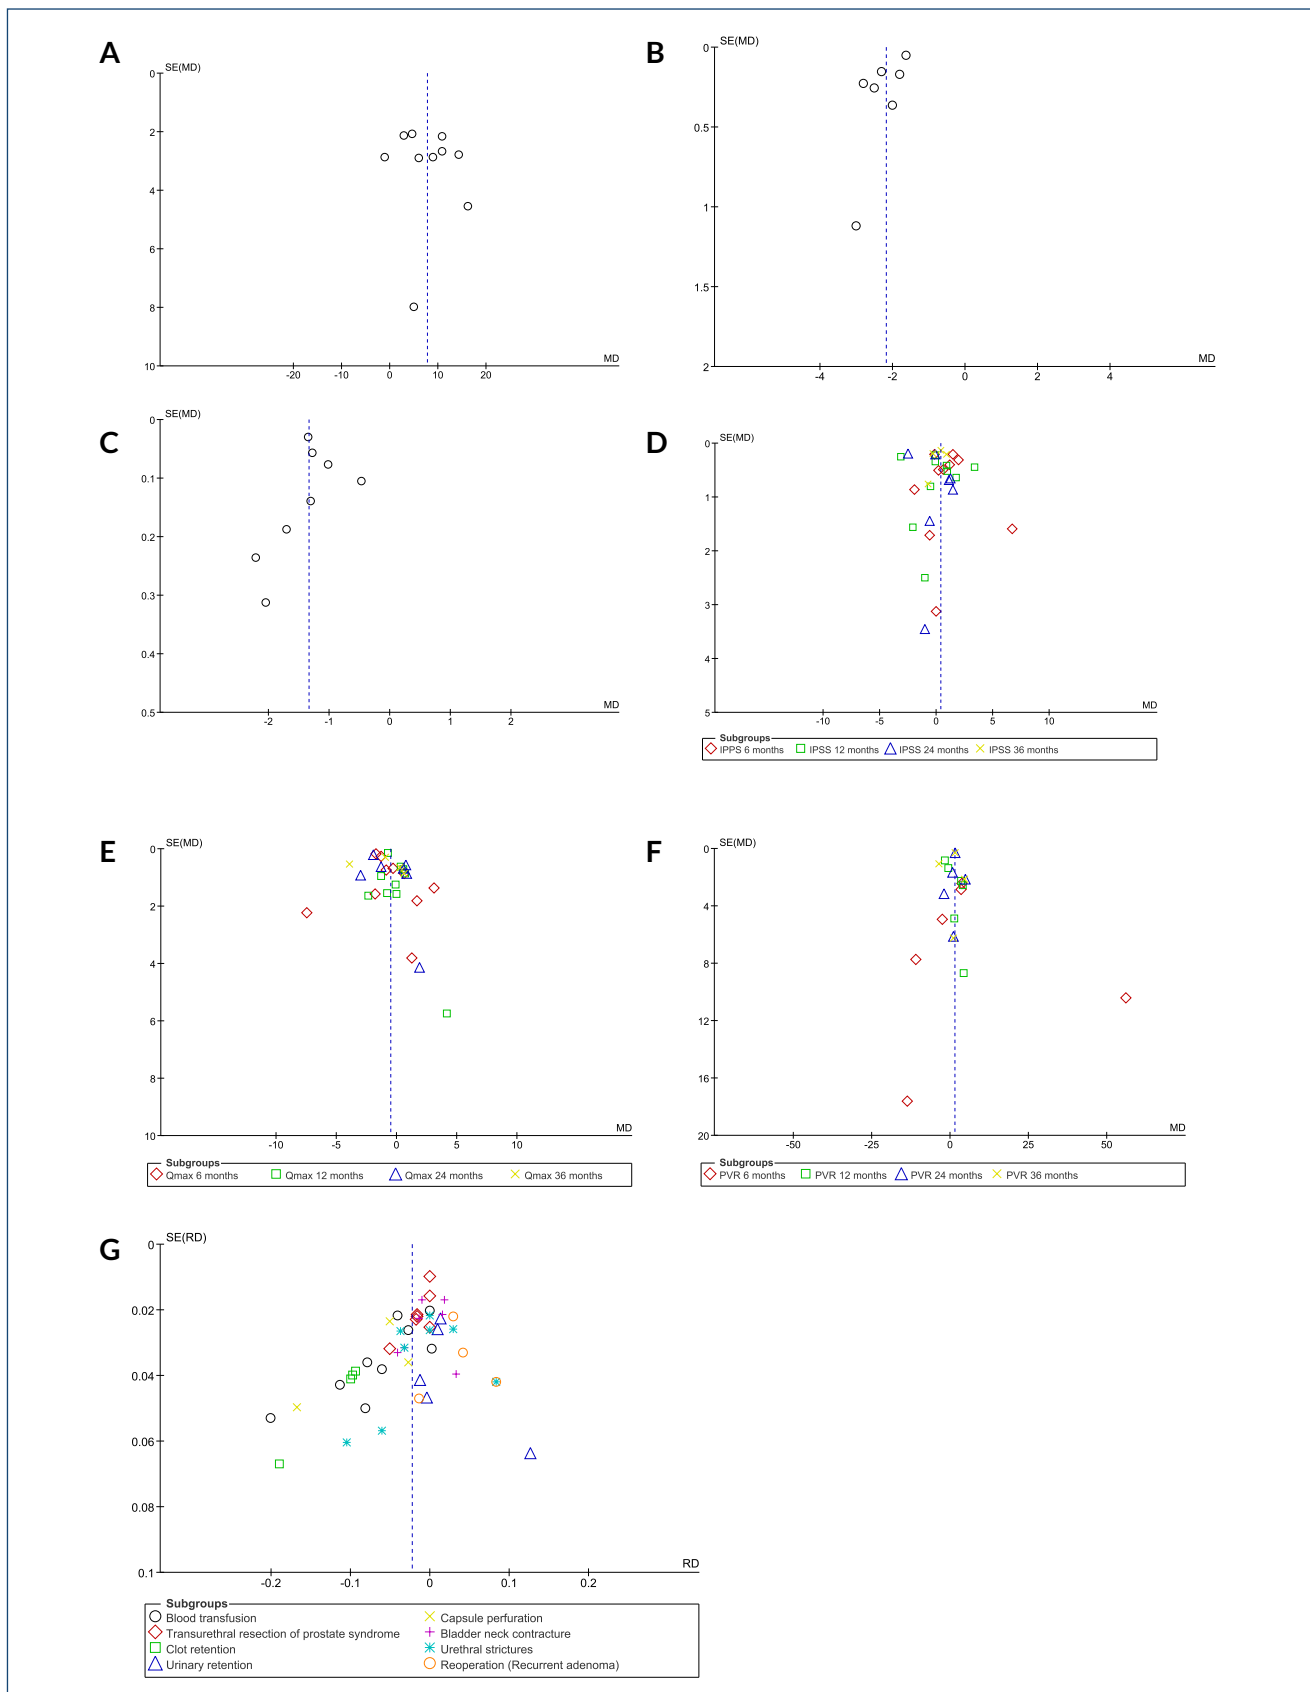 A
SE(MD)
0
2
4
6
8
10
-20 -10 0 10 20
MD
B
SE(MD)
0
0.5
1
1.5
2
-4 -2 0 2 4
MD
C
SE(MD)
0
0.1
0.2
0.3
0.4
0.5
-2 -1 0 1 2
MD
D
SE(MD)
0
1
2
3
4
5
-10 -5 0 5 10
MD
Subgroups
IPPS 6 months IPSS 12 months IPSS 24 months IPSS 36 months
E
SE(MD)
0
2
4
6
8
10
-10 -5 0 5 10
MD
Subgroups
Qmax 6 months Qmax 12 months Qmax 24 months Qmax 36 months
F
SE(MD)
0
4
8
12
16
20
-50 -25 0 25 50
MD
Subgroups
PVR 6 months PVR 12 months PVR 24 months PVR 36 months
G
SE(RD)
0
0.02
0.04
0.06
0.08
0.1
-0.2 -0.1 0 0.1 0.2
RD
Subgroups
Blood transfusion Capsule perfuration
Transurethral resection of prostate syndrome Bladder neck contracture
Clot retention Urethral strictures
Urinary retention Reoperation (Recurrent adenoma)